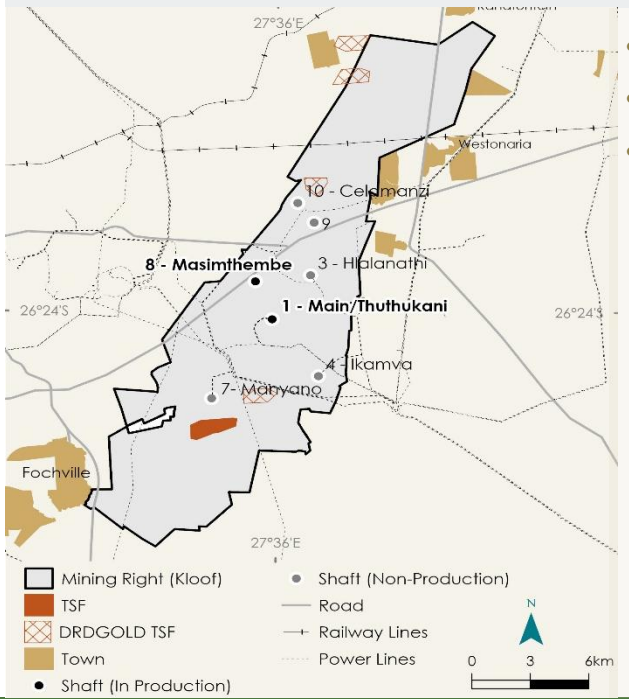 27°36'E
Westonaria
10 - Celamanzi
9
3 - Hlalanathi
8 - Masimthembe
1 - Main/Thuthukani
26°24'S
26°24'S
4 - Ikamva
7 - Manyano
Fochville
27°36'E
Mining Right (Kloof)
TSF
DRDGOLD TSF
Town
Shaft (In Production)
Shaft (Non-Production)
Road
Railway Lines
Power Lines
N
0 3 6km